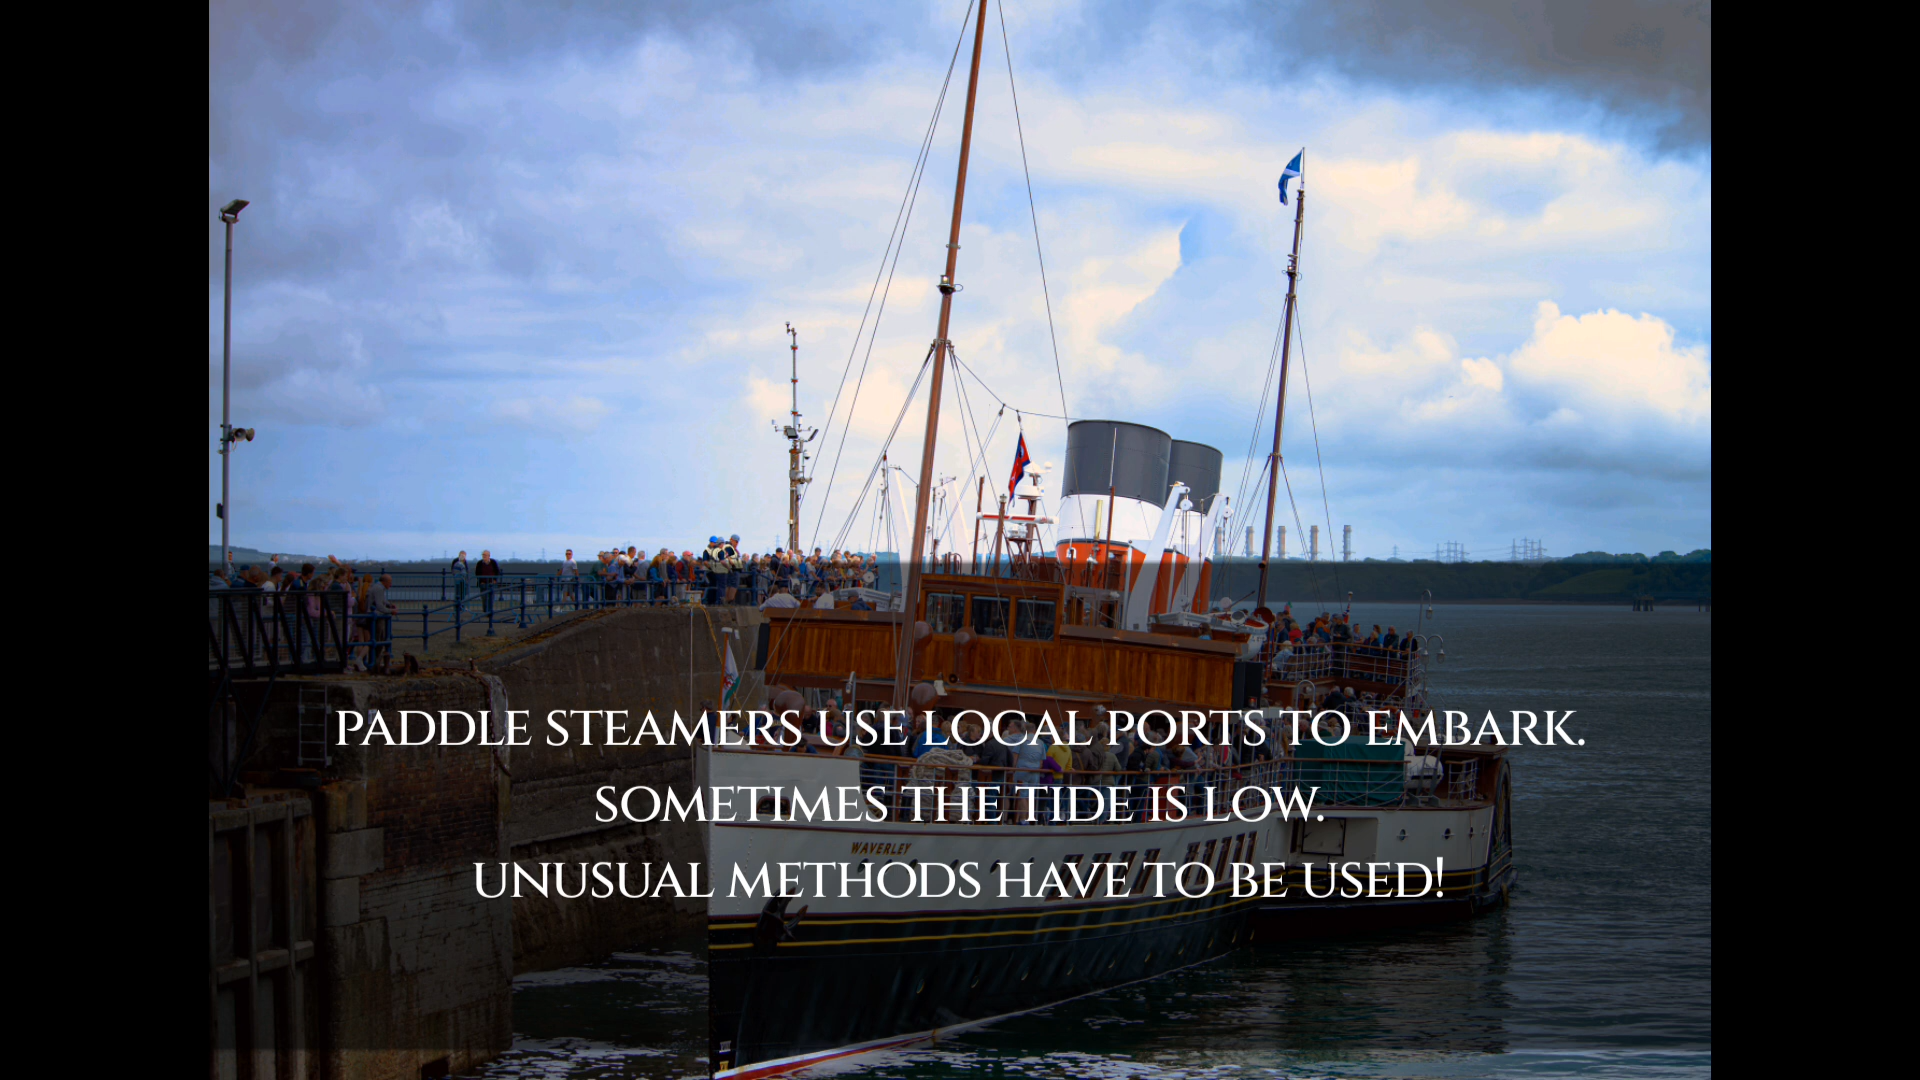 PADDLE STEAMERS USE LOCAL PORTS TO EMBARK.
SOMETIMES THE TIDE IS LOW.
UNUSUAL METHODS HAVE TO BE USED!
WAVERLEY